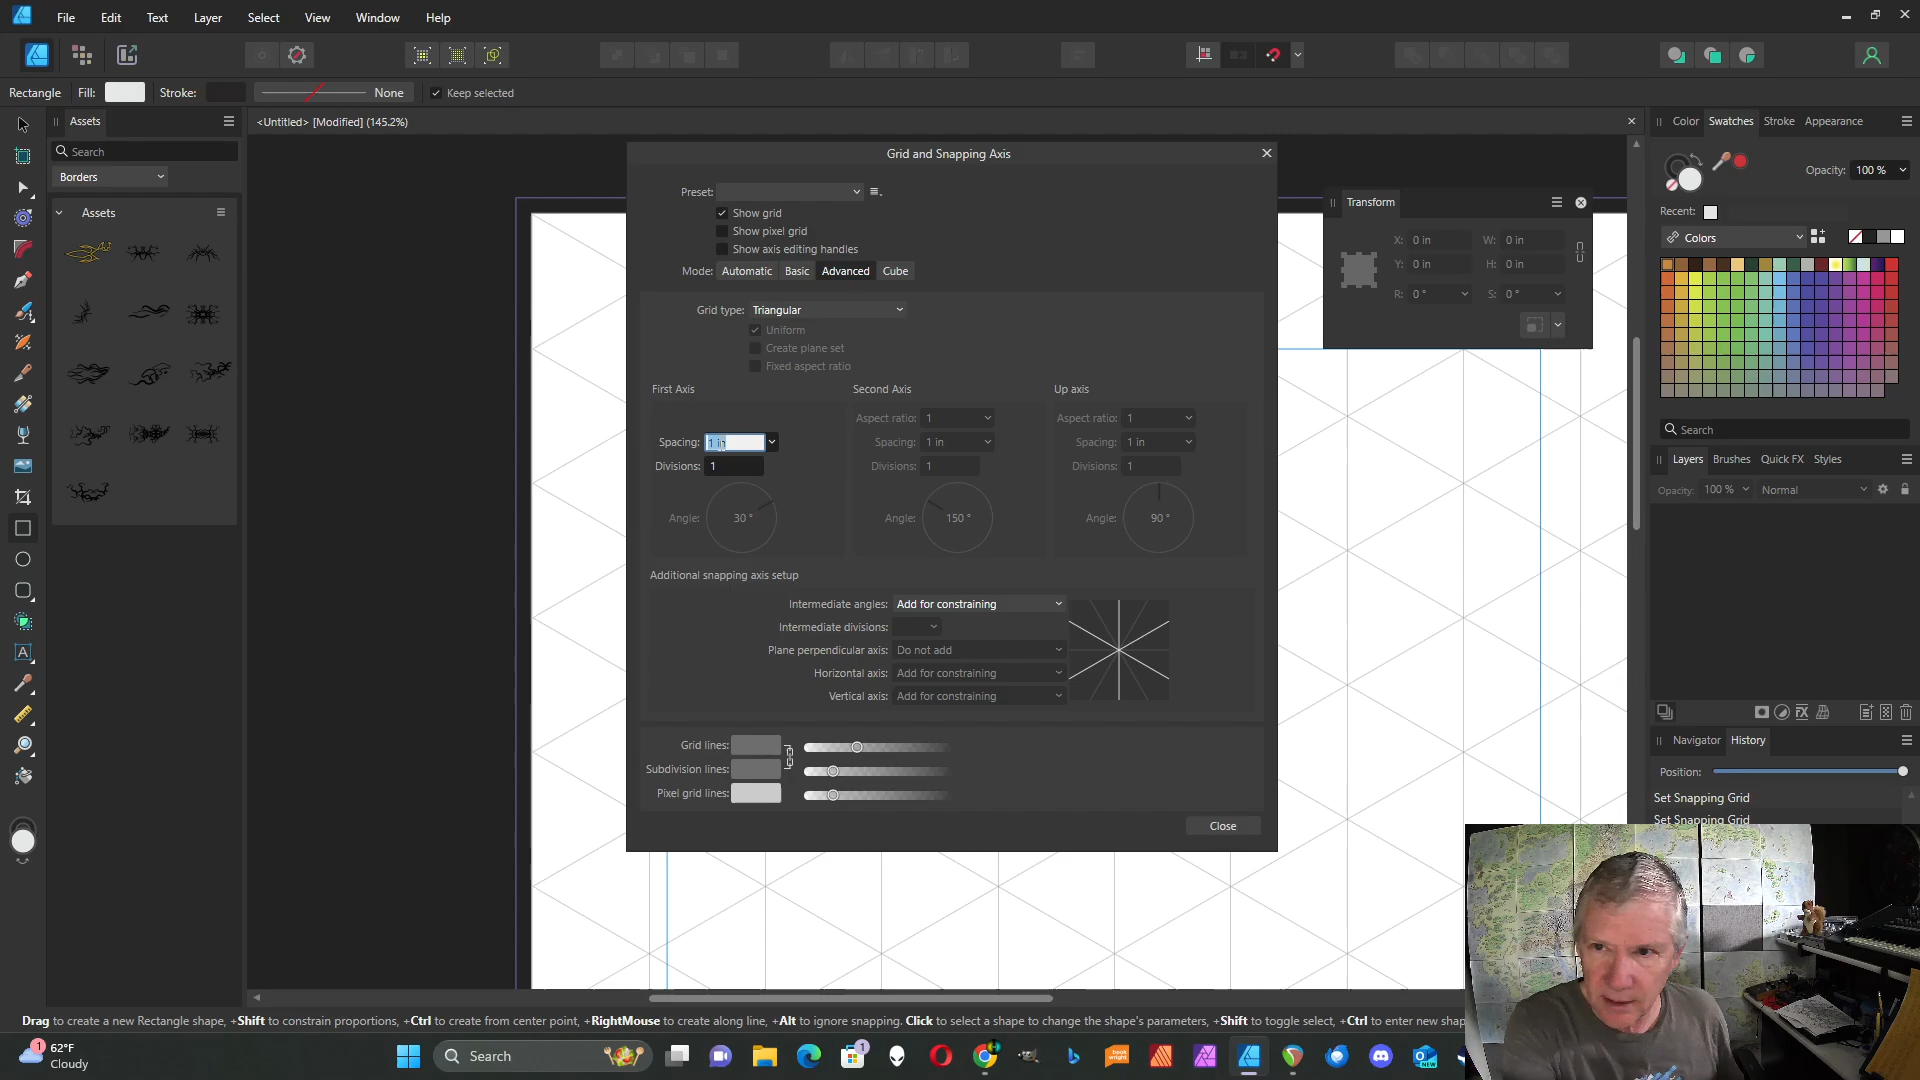 File Edit Text Layer Select View Window Help
Rectangle Fill: Stroke: None Keep selected
Assets
Search
Borders
Assets
<Untitled> [Modified] (145.2%)
Grid and Snapping Axis
Preset:
Show grid
Show pixel grid
Show axis editing handles
Mode: Automatic Basic Advanced Cube
Grid type: Triangular
Uniform
Create plane set
Fixed aspect ratio
First Axis Second Axis Up axis
Aspect ratio: 1 Aspect ratio: 1
Spacing: 1 in Spacing: 1 in Spacing: 1 in
Divisions: 1 Divisions: 1 Divisions: 1
Angle: 30 ° Angle: 150 ° Angle: 90 °
Additional snapping axis setup
Intermediate angles: Add for constraining
Intermediate divisions:
Plane perpendicular axis: Do not add
Horizontal axis: Add for constraining
Vertical axis: Add for constraining
Grid lines:
Subdivision lines:
Pixel grid lines:
Close
Transform
X: 0 in W: 0 in
Y: 0 in H: 0 in
R: 0 ° S: 0 °
Color Swatches Stroke Appearance
Opacity: 100 %
Recent:
Colors
Search
Layers Brushes Quick FX Styles
Opacity: 100 % Normal
Navigator History
Position:
Set Snapping Grid
Set Snapping Grid
Drag to create a new Rectangle shape, +Shift to constrain proportions, +Ctrl to create from center point, +RightMouse to create along line, +Alt to ignore snapping. Click to select a shape to change the shape's parameters, +Shift to toggle select, +Ctrl to enter new shap
1
62°F
Cloudy
Search
1
book
wright
NEW